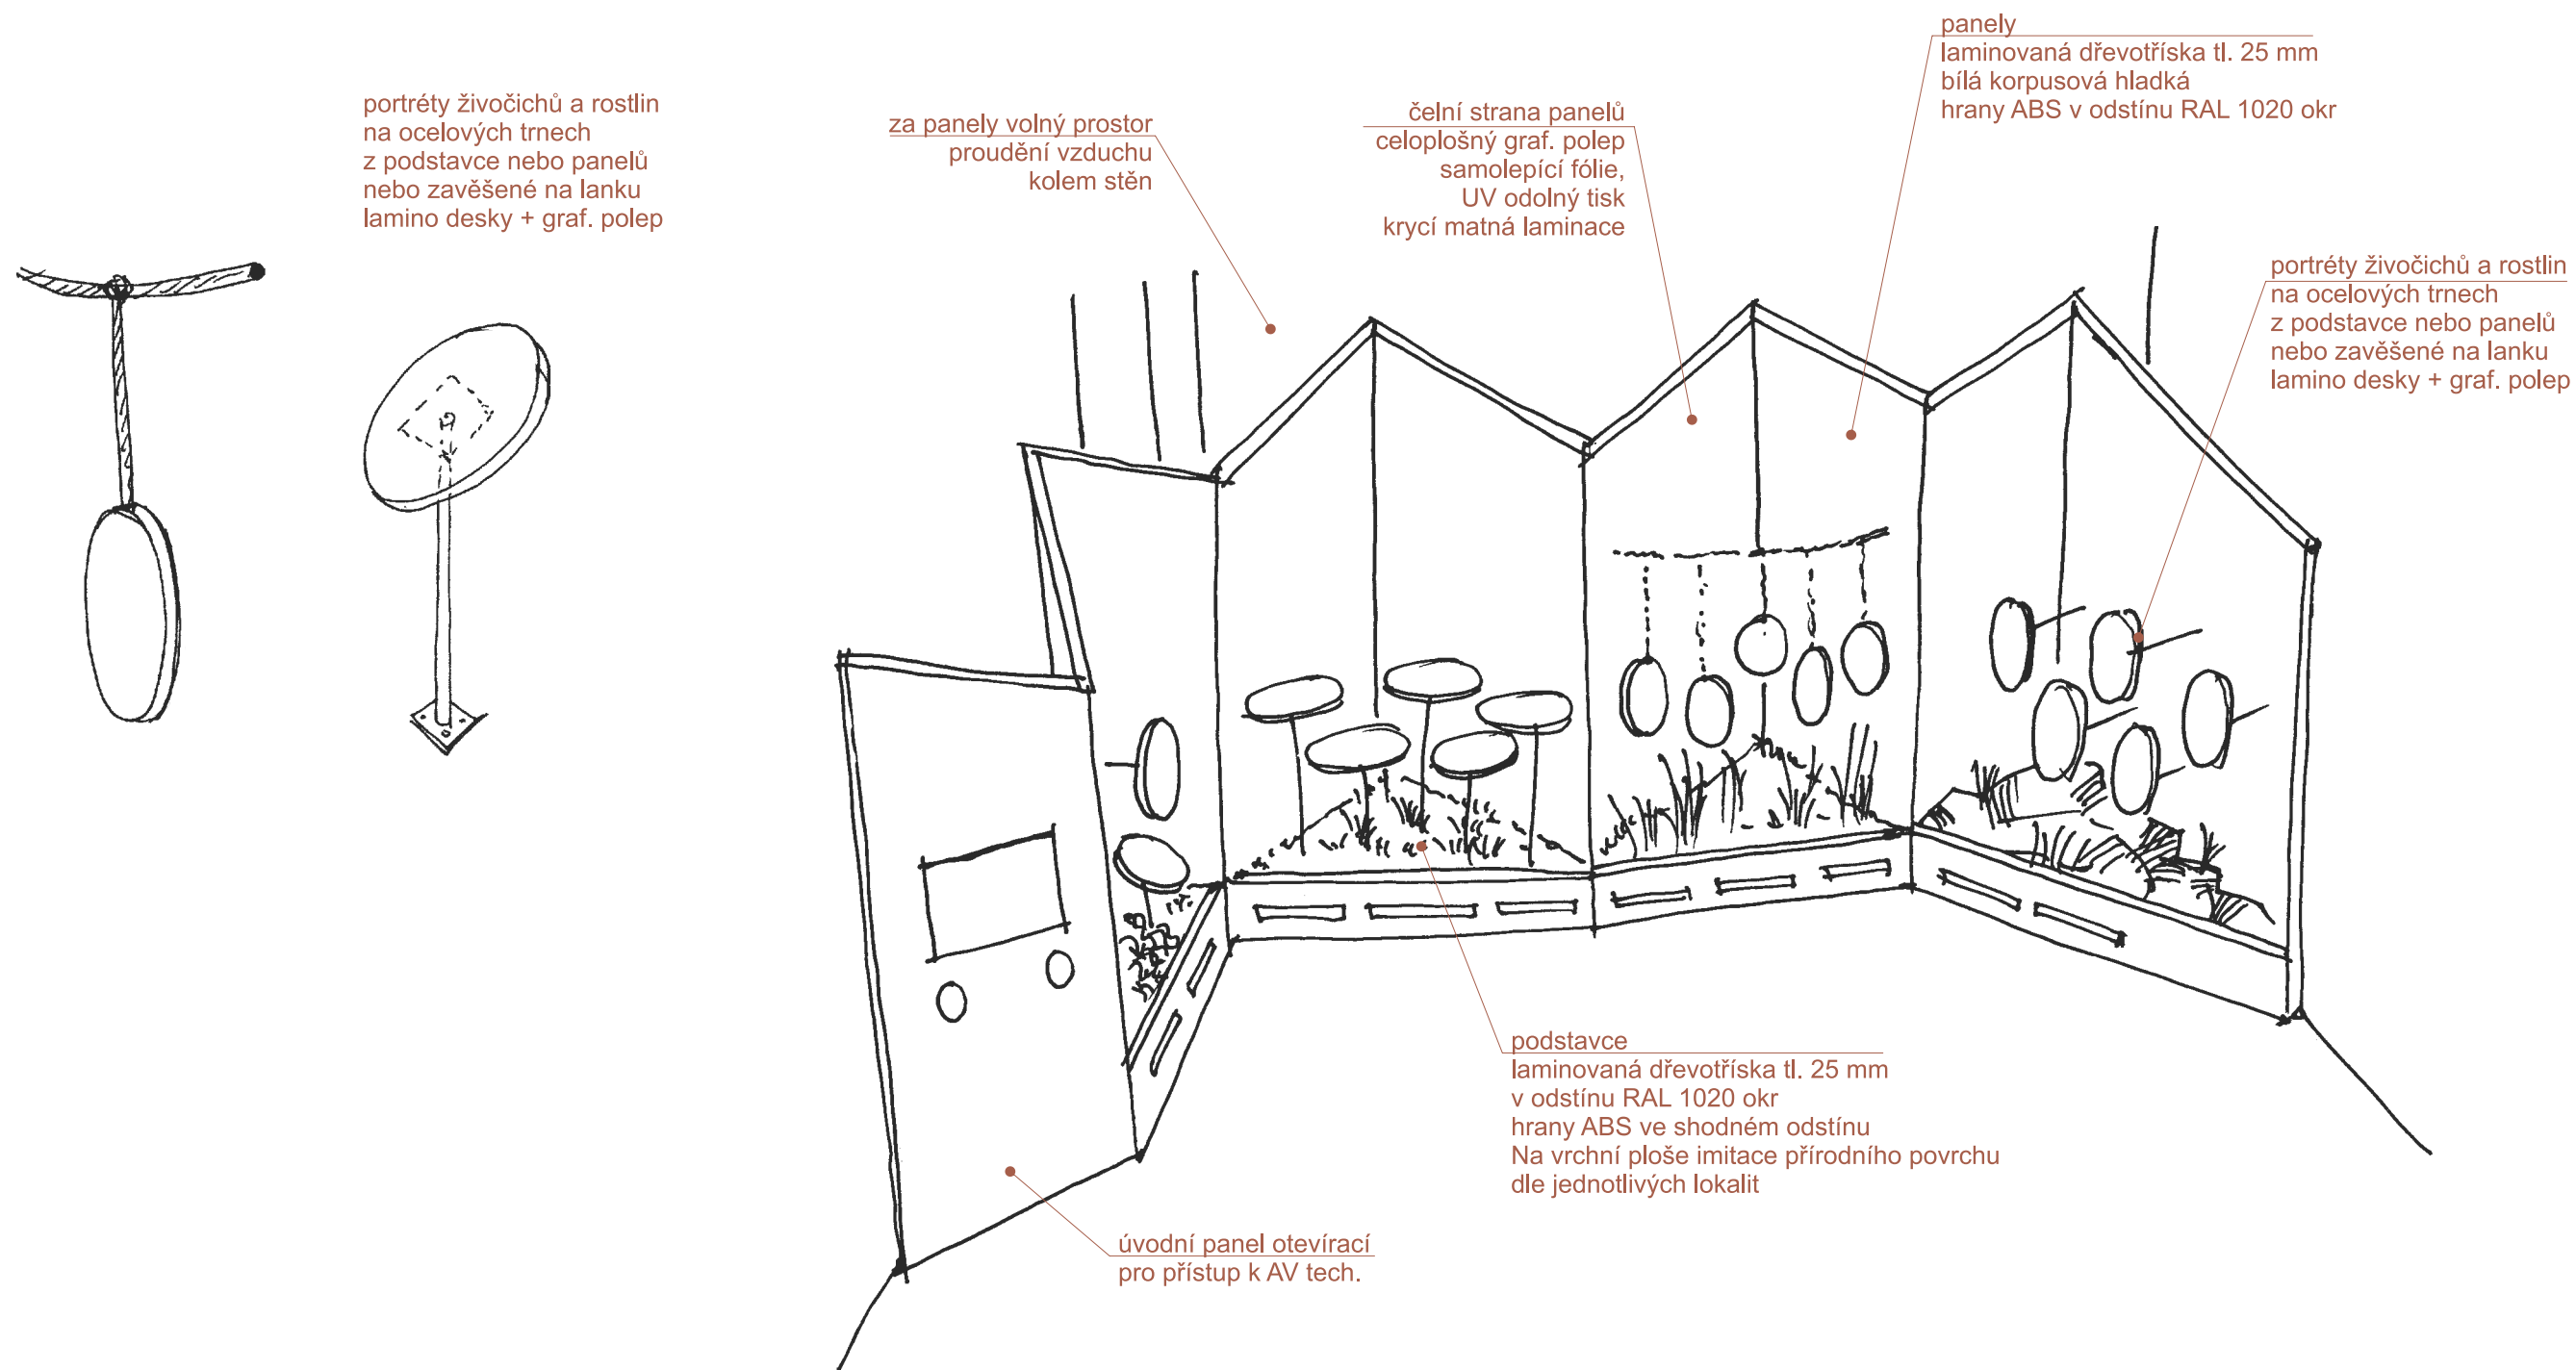 portréty živočichů a rostlin
na ocelových trnech
z podstavce nebo panelů
nebo zavěšené na lanku
lamino desky + graf. polep
za panely volný prostor
proudění vzduchu
kolem stěn
čelní strana panelů
celoplošný graf. polep
samolepící fólie,
UV odolný tisk
krycí matná laminace
panely
laminovaná dřevotříska tl. 25 mm
bílá korpusová hladká
hrany ABS v odstínu RAL 1020 okr
portréty živočichů a rostlin
na ocelových trnech
z podstavce nebo panelů
nebo zavěšené na lanku
lamino desky + graf. polep
podstavce
laminovaná dřevotříska tl. 25 mm
v odstínu RAL 1020 okr
hrany ABS ve shodném odstínu
Na vrchní ploše imitace přírodního povrchu
dle jednotlivých lokalit
úvodní panel otevírací
pro přístup k AV tech.